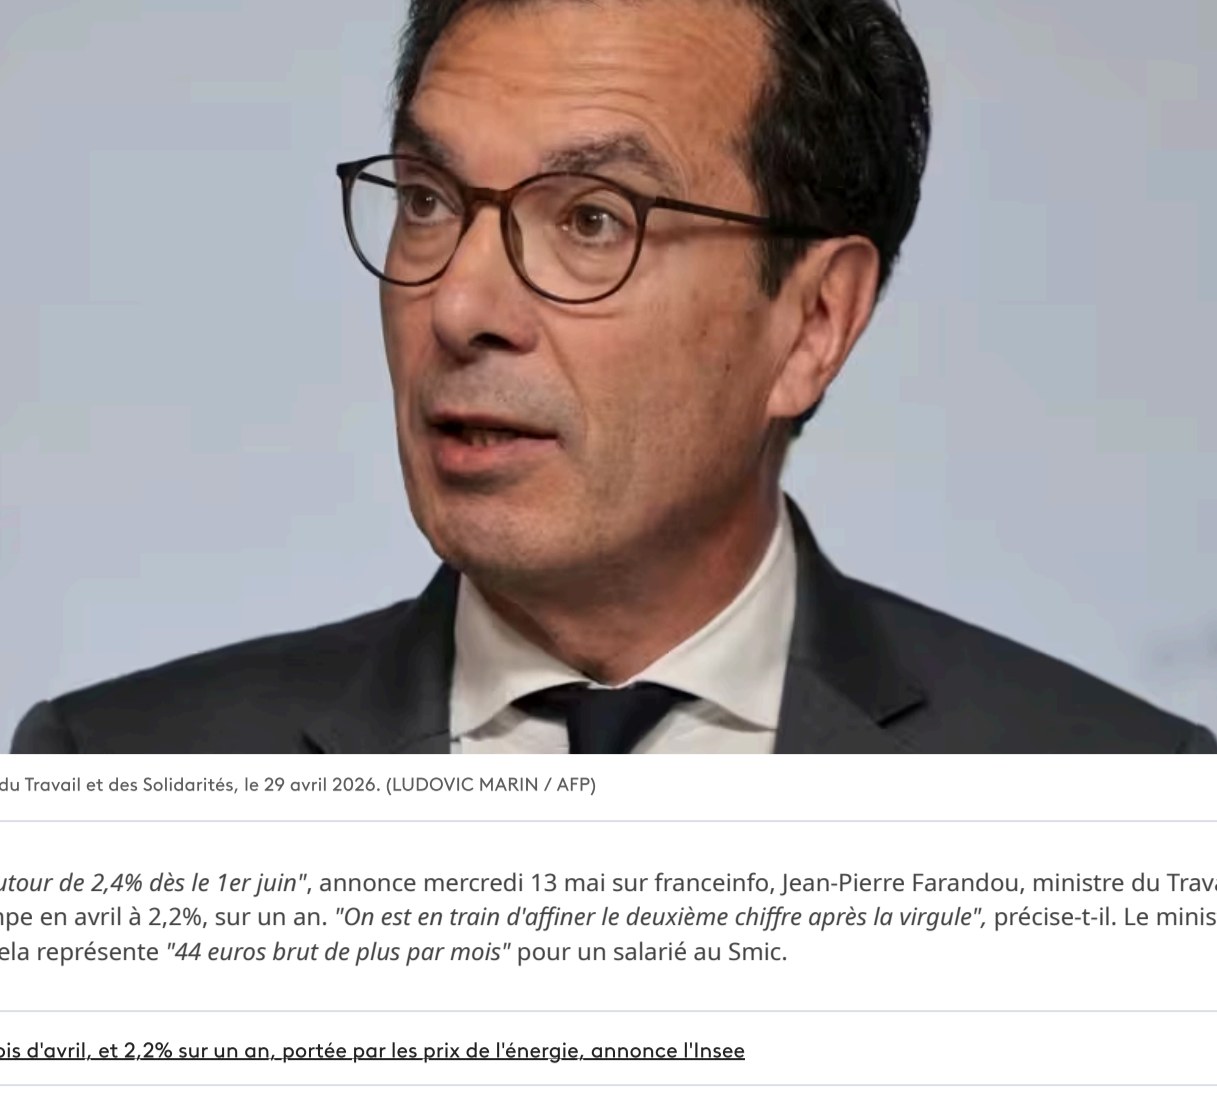 du Travail et des Solidarités, le 29 avril 2026. (LUDOVIC MARIN / AFP)
utour de 2,4% dès le 1er juin", annonce mercredi 13 mai sur franceinfo, Jean-Pierre Farandou, ministre du Trava
npe en avril à 2,2%, sur un an. "On est en train d'affiner le deuxième chiffre après la virgule", précise-t-il. Le minis
ela représente "44 euros brut de plus par mois" pour un salarié au Smic.
ois d'avril, et 2,2% sur un an, portée par les prix de l'énergie, annonce l'Insee